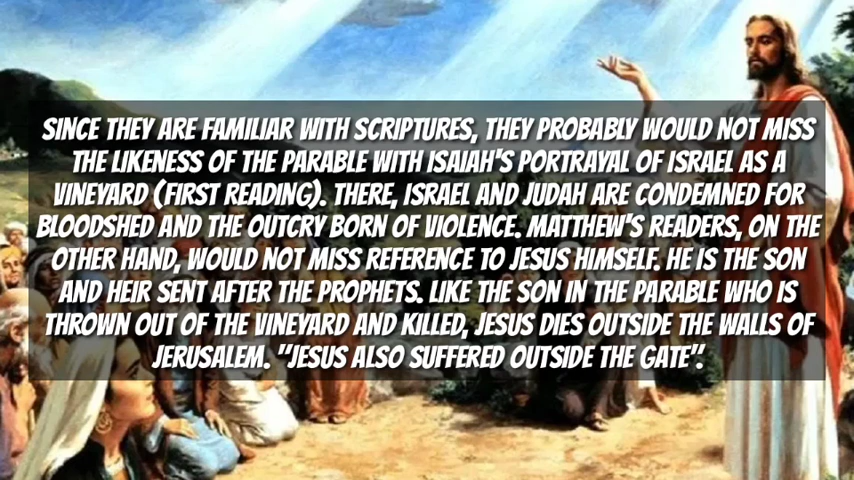 SINCE THEY ARE FAMILIAR WITH SCRIPTURES, THEY PROBABLY WOULD NOT MISS
THE LIKENESS OF THE PARABLE WITH ISAIAH'S PORTRAYAL OF ISRAEL AS A
VINEYARD (FIRST READING). THERE, ISRAEL AND JUDAH ARE CONDEMNED FOR
BLOODSHED AND THE OUTCRY BORN OF VIOLENCE. MATTHEW'S READERS, ON THE
OTHER HAND, WOULD NOT MISS REFERENCE TO JESUS HIMSELF. HE IS THE SON
AND HEIR SENT AFTER THE PROPHETS. LIKE THE SON IN THE PARABLE WHO IS
THROWN OUT OF THE VINEYARD AND KILLED, JESUS DIES OUTSIDE THE WALLS OF
JERUSALEM. "JESUS ALSO SUFFERED OUTSIDE THE GATE".